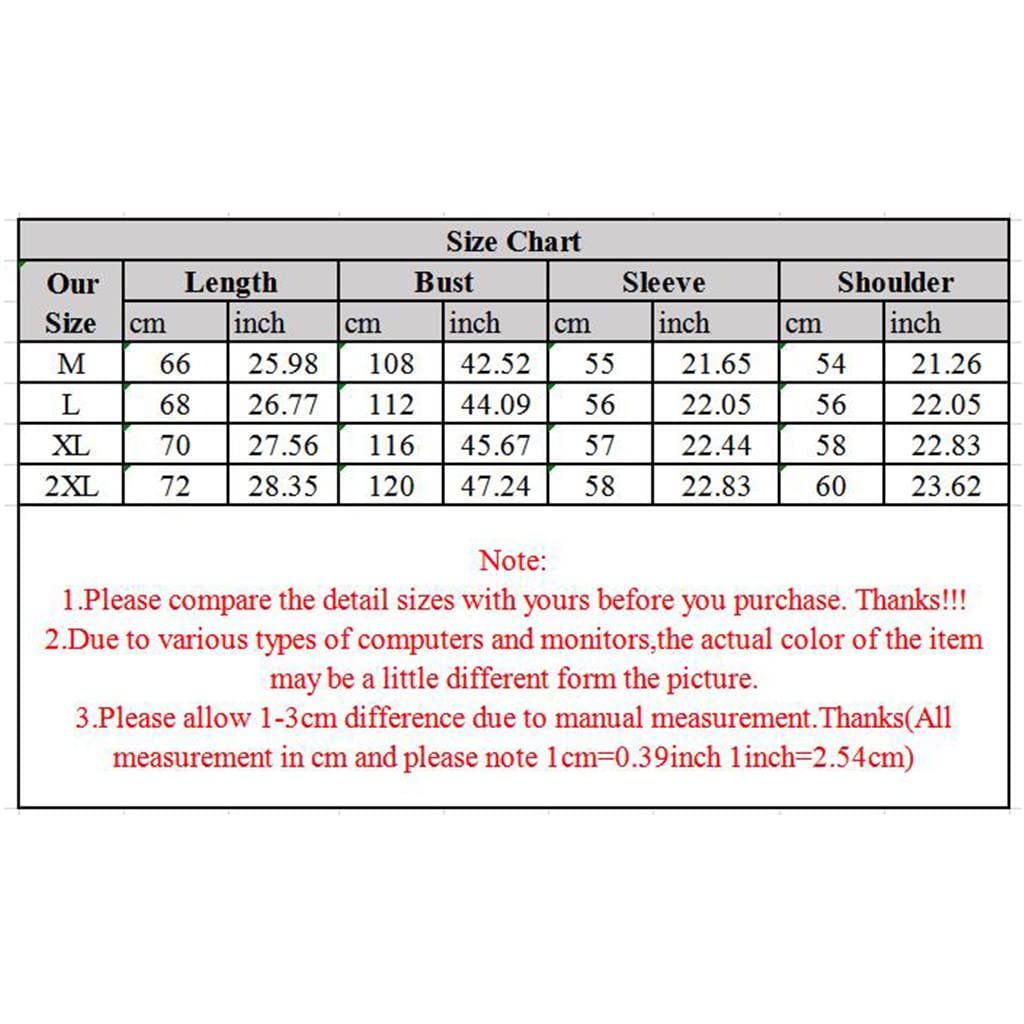 Size Chart
Our Size Length Bust Sleeve Shoulder
cm inch cm inch cm inch cm inch
M 66 25.98 108 42.52 55 21.65 54 21.26
L 68 26.77 112 44.09 56 22.05 56 22.05
XL 70 27.56 116 45.67 57 22.44 58 22.83
2XL 72 28.35 120 47.24 58 22.83 60 23.62
Note:
1.Please compare the detail sizes with yours before you purchase. Thanks!!!
2.Due to various types of computers and monitors,the actual color of the item
may be a little different form the picture.
3.Please allow 1-3cm difference due to manual measurement.Thanks(All
measurement in cm and please note 1cm=0.39inch 1inch=2.54cm)